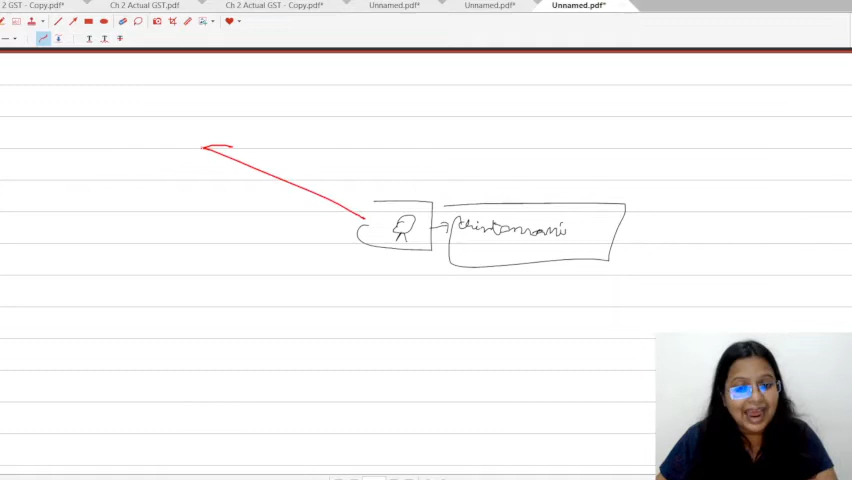 2 GST - Copy.pdf*
Ch 2 Actual GST.pdf
Ch 2 Actual GST - Copy.pdf*
Unnamed.pdf*
Unnamed.pdf*
Unnamed.pdf*
T T T
Chintamani